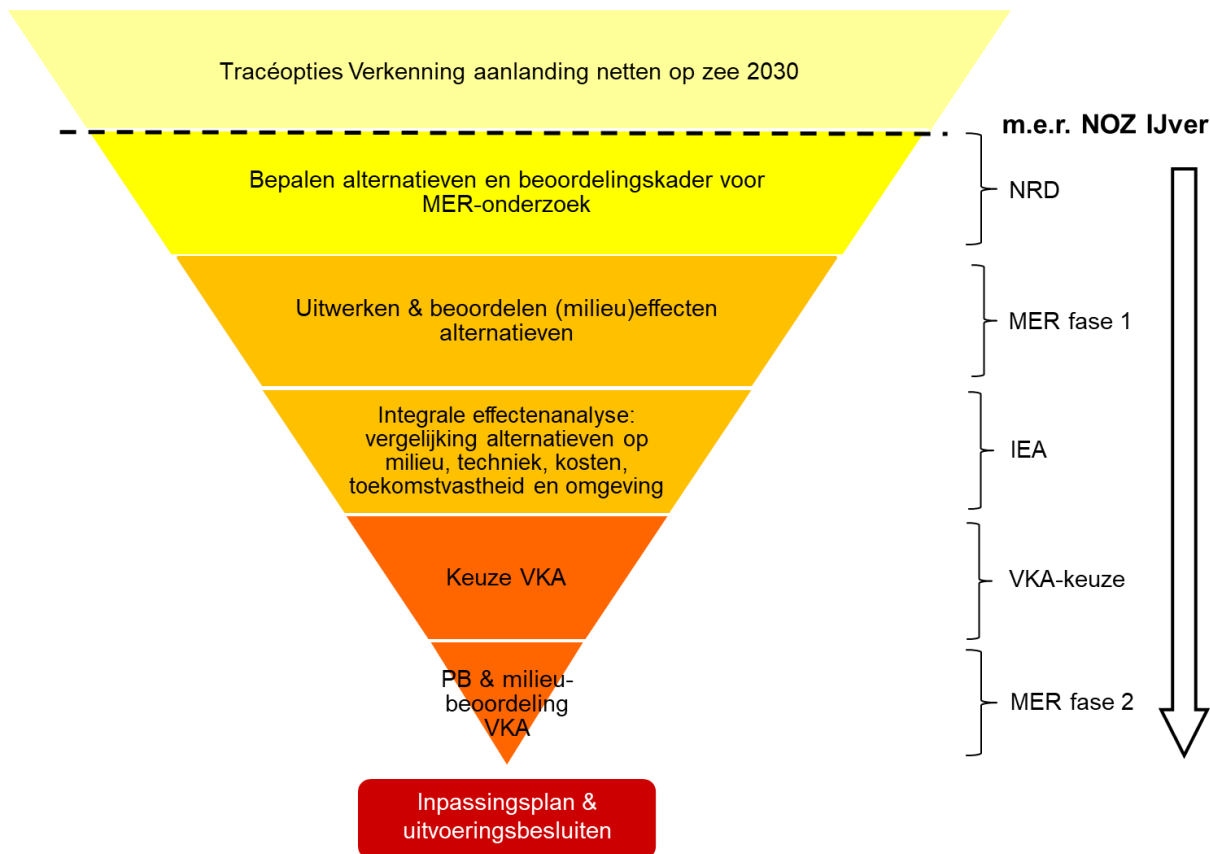 Tracéopties Verkenning aanlanding netten op zee 2030
m.e.r. NOZ IJver
Bepalen alternatieven en beoordelingskader voor
MER-onderzoek
NRD
Uitwerken & beoordelen (milieu)effecten
alternatieven
MER fase 1
Integrale effectenanalyse:
vergelijking alternatieven op
milieu, techniek, kosten,
toekomstvastheid en omgeving
IEA
Keuze VKA
VKA-keuze
PB & milieu-
beoordeling
VKA
MER fase 2
Inpassingsplan &
uitvoeringsbesluiten